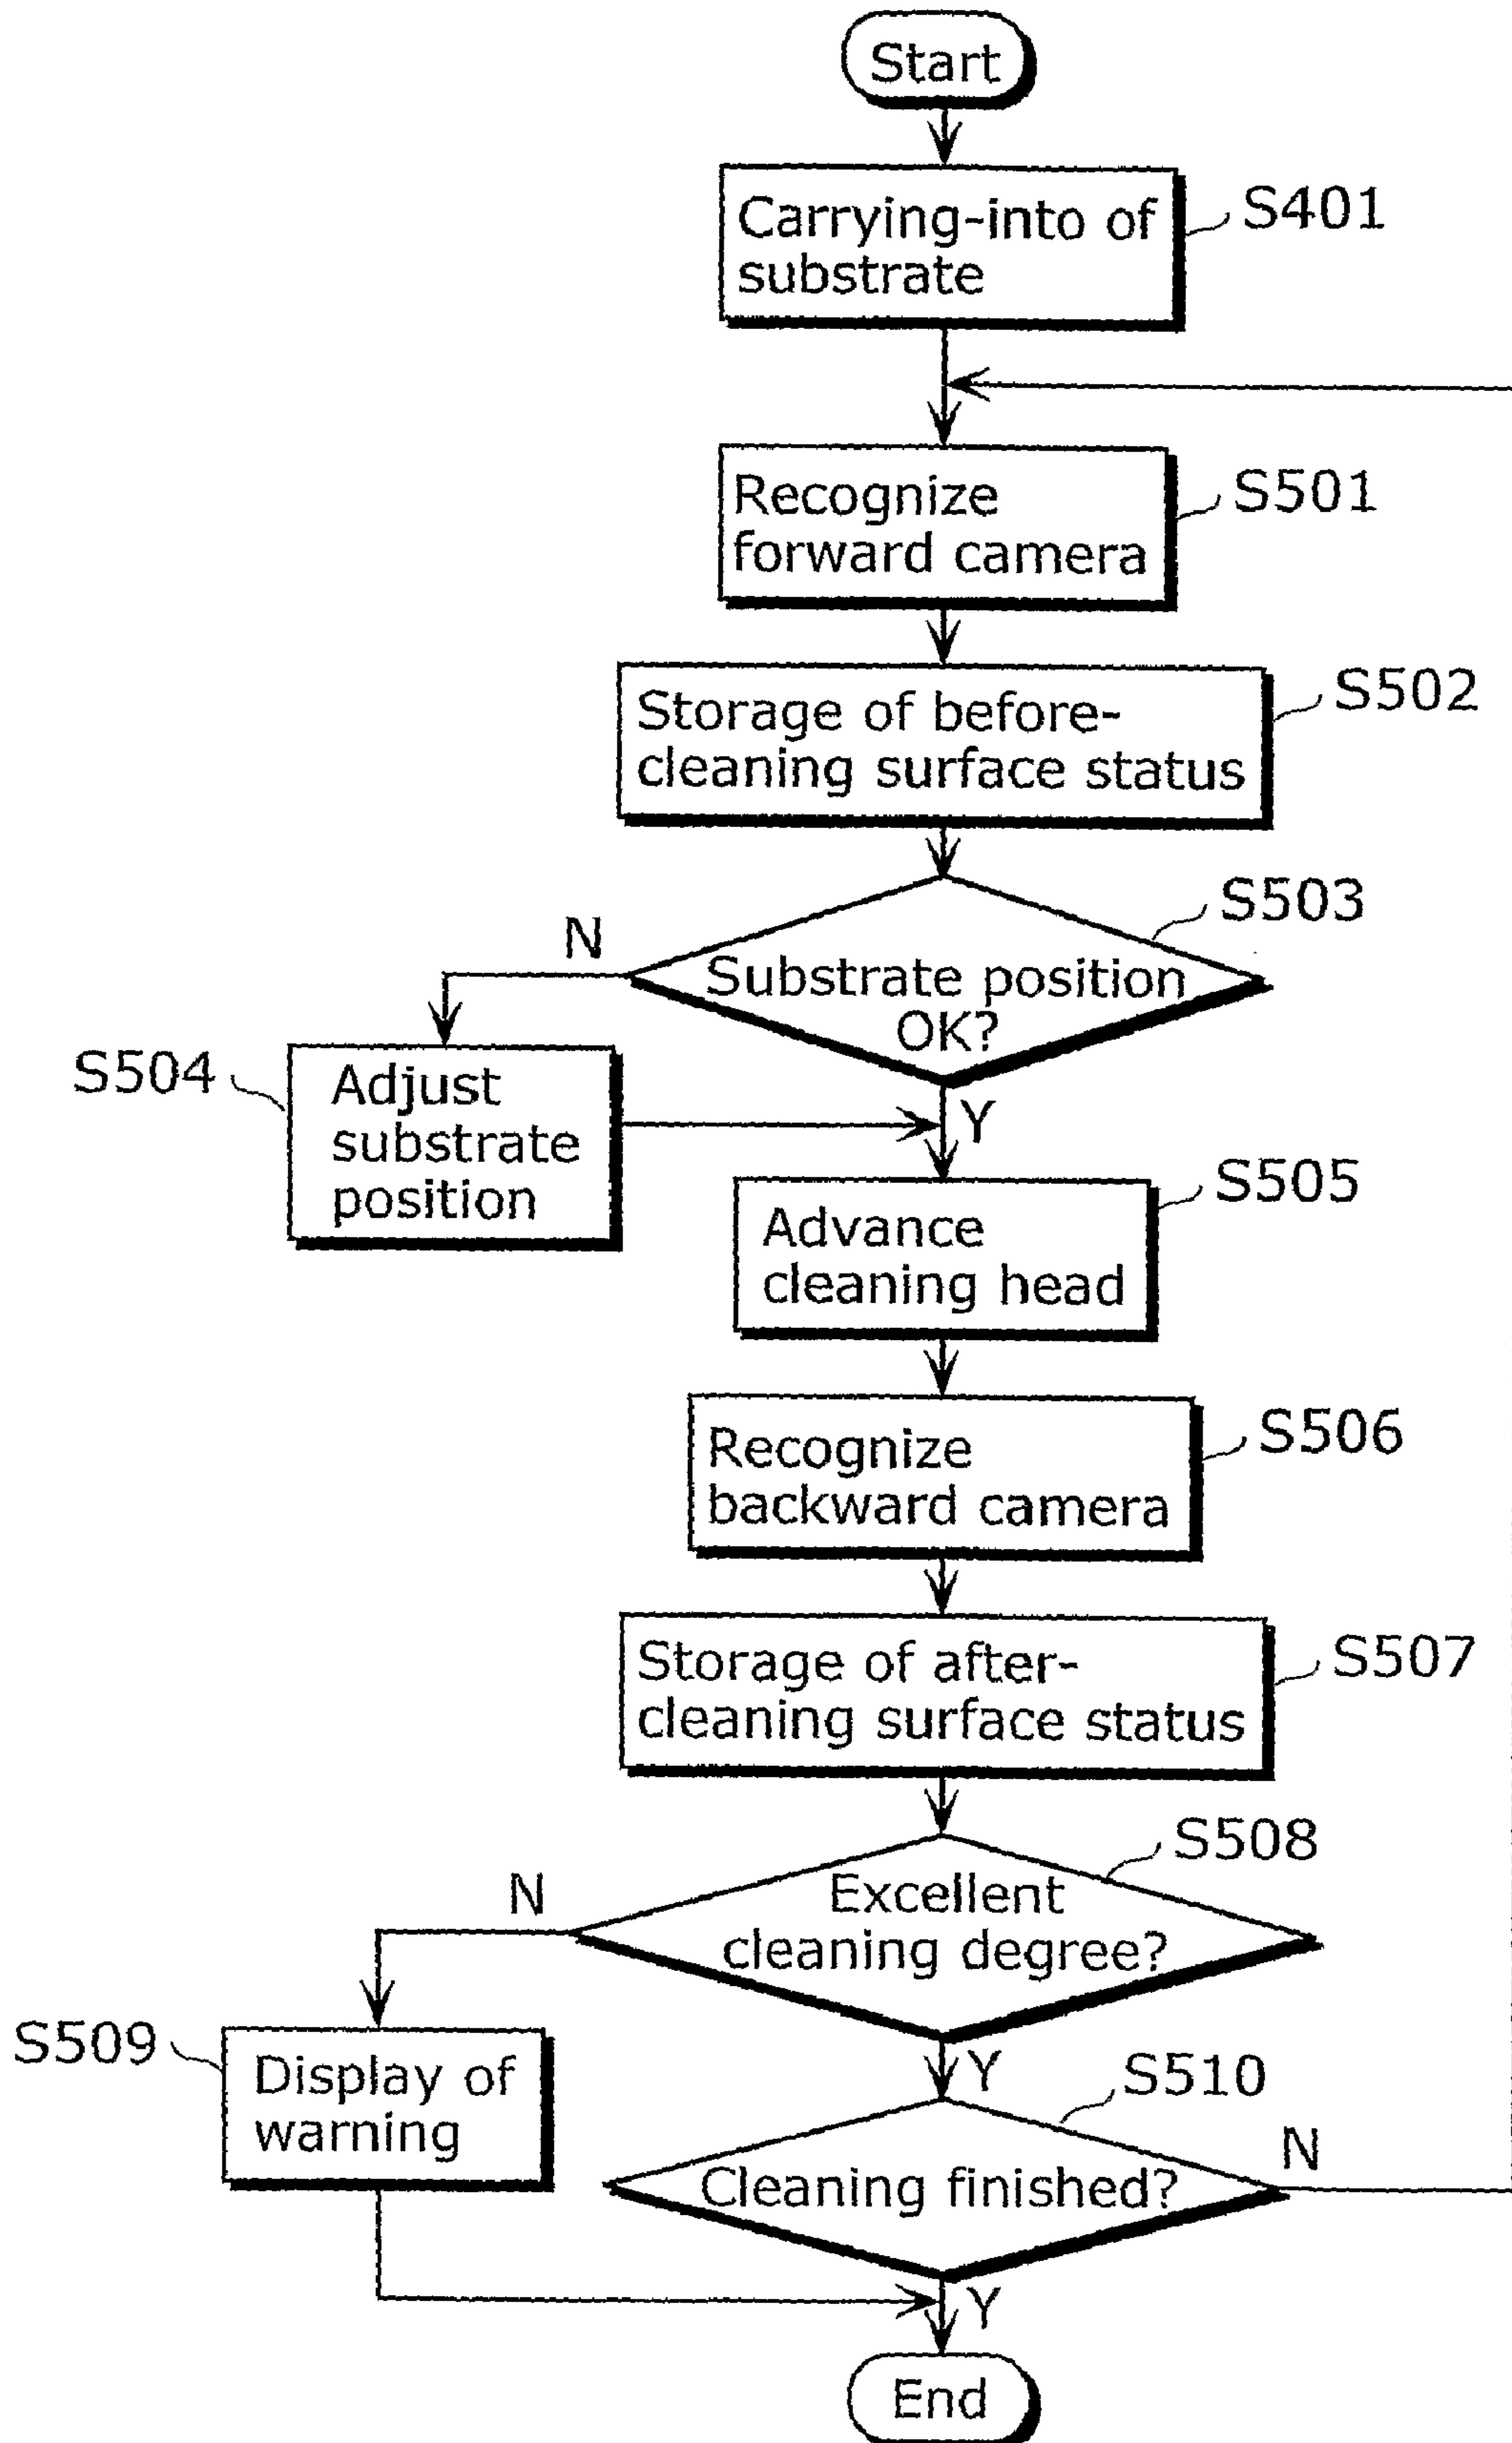 Start
Carrying-into of
substrate
S401
Recognize
forward camera
S501
Storage of before-
cleaning surface status
S502
S503
N
Substrate position
OK?
Y
S504
Adjust
substrate
position
S505
Advance
cleaning head
Recognize
backward camera
S506
Storage of after-
cleaning surface status
S507
S508
N
Excellent
cleaning degree?
Y
S509
Display of
warning
S510
N
Cleaning finished?
Y
End